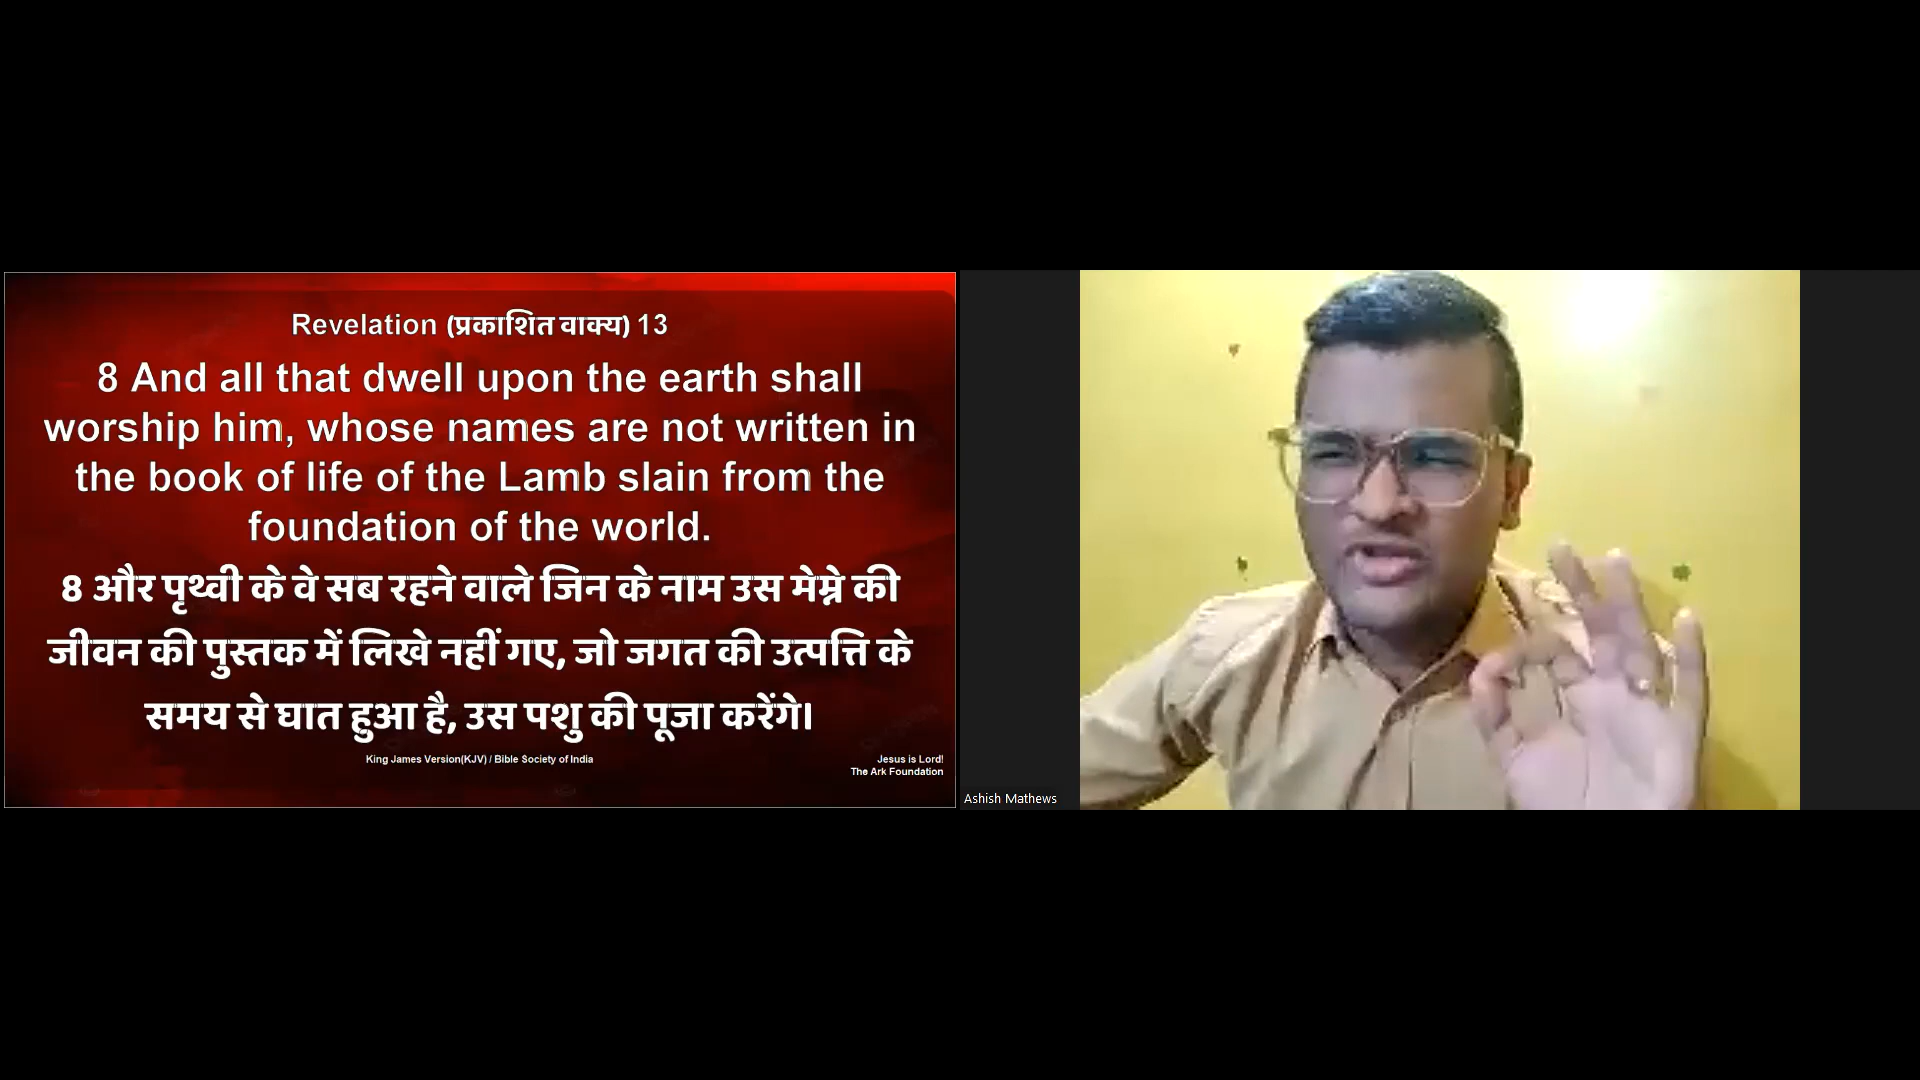 Revelation (प्रकाशित वाक्य) 13
8 And all that dwell upon the earth shall
worship him, whose names are not written in
the book of life of the Lamb slain from the
foundation of the world.
8 और पृथ्वी के वे सब रहने वाले जिन के नाम उस मेम्ने की
जीवन की पुस्तक में लिखे नहीं गए, जो जगत की उत्पत्ति के
समय से घात हुआ है, उस पशु की पूजा करेंगे।
King James Version(KJV) / Bible Society of India
Jesus is Lord!
The Ark Foundation
Ashish Mathews